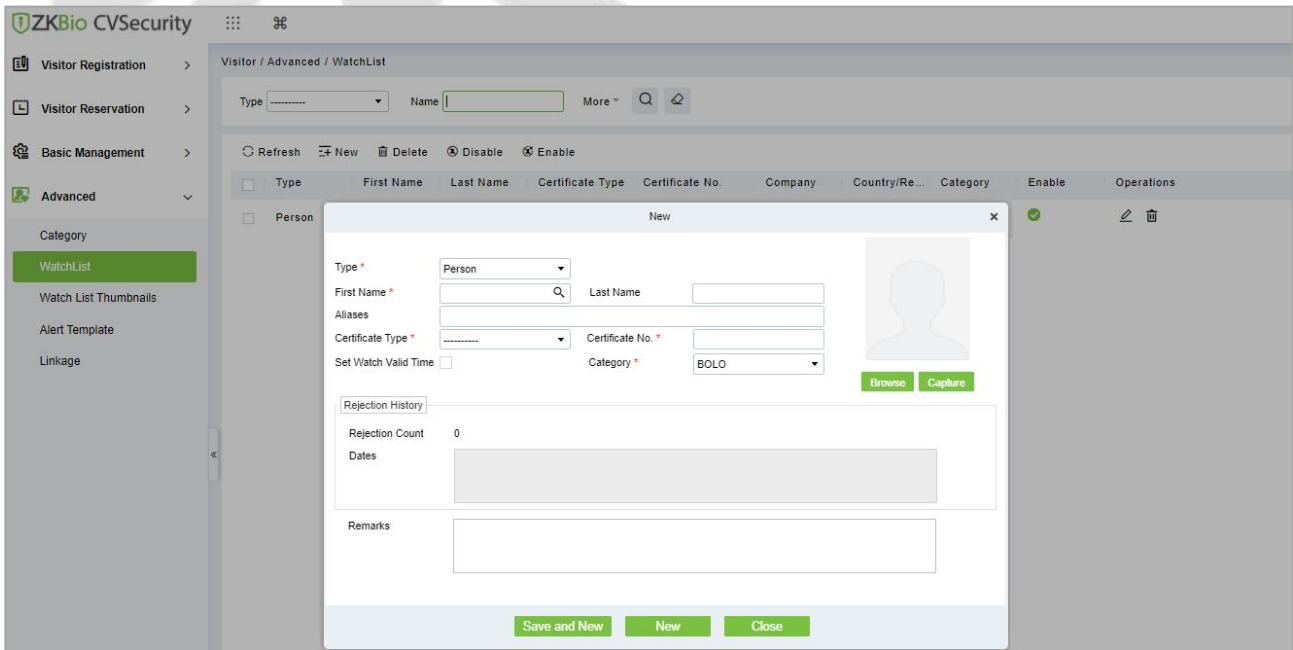 ZKBio CVSecurity
Visitor Registration
Visitor Reservation
Basic Management
Advanced
Category
WatchList
Watch List Thumbnails
Alert Template
Linkage
Visitor / Advanced / WatchList
Type ---------- Name More
Refresh New Delete Disable Enable
Type First Name Last Name Certificate Type Certificate No. Company Country/Re... Category Enable Operations
Person
New
Type * Person
First Name * Last Name
Aliases
Certificate Type * ---------- Certificate No. *
Set Watch Valid Time Category * BOLO
Browse Capture
Rejection History
Rejection Count 0
Dates
Remarks
Save and New New Close